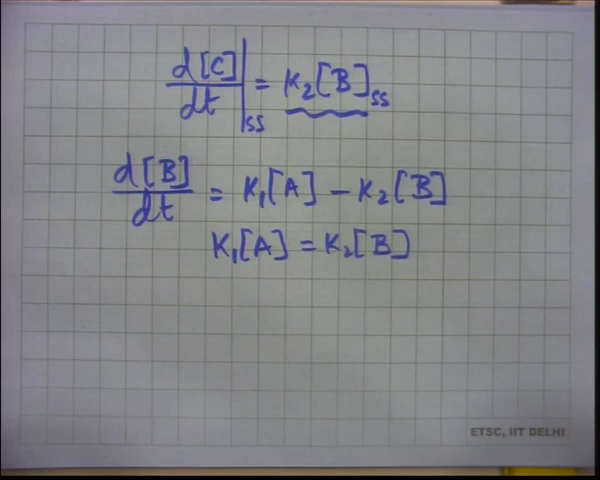 d[C]/dt|ss = k₂[B]ss
d[B]/dt = k₁[A] − k₂[B]
k₁[A] = k₂[B]
ETSC, IIT DELHI